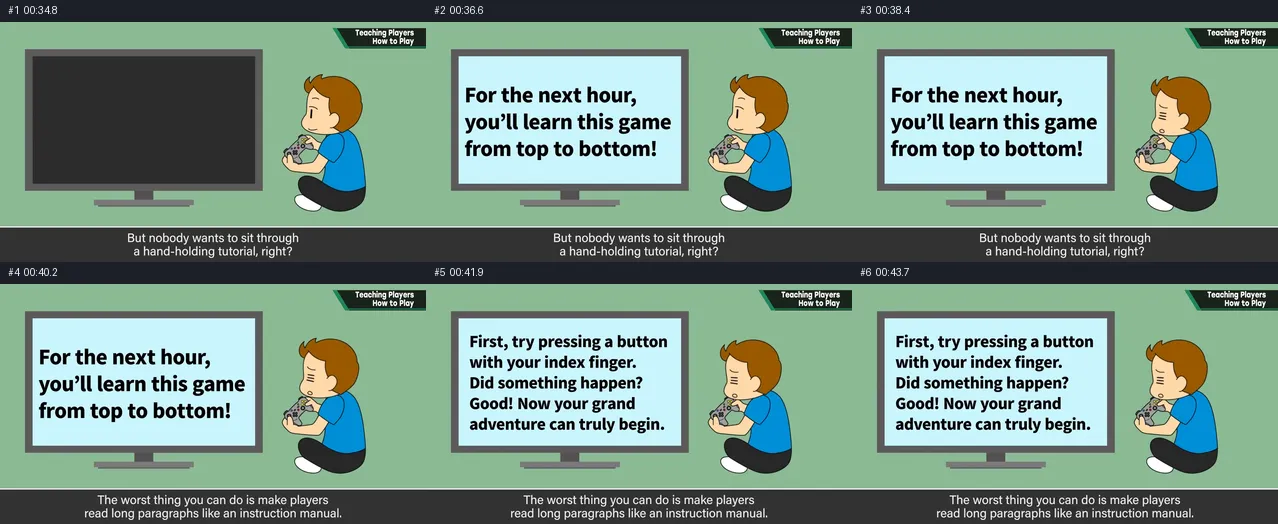 #1 00:34.8
Teaching Players
How to Play
But nobody wants to sit through
a hand-holding tutorial, right?
#2 00:36.6
Teaching Players
How to Play
For the next hour,
you'll learn this game
from top to bottom!
But nobody wants to sit through
a hand-holding tutorial, right?
#3 00:38.4
Teaching Players
How to Play
For the next hour,
you'll learn this game
from top to bottom!
But nobody wants to sit through
a hand-holding tutorial, right?
#4 00:40.2
Teaching Players
How to Play
For the next hour,
you'll learn this game
from top to bottom!
The worst thing you can do is make players
read long paragraphs like an instruction manual.
#5 00:41.9
Teaching Players
How to Play
First, try pressing a button
with your index finger.
Did something happen?
Good! Now your grand
adventure can truly begin.
The worst thing you can do is make players
read long paragraphs like an instruction manual.
#6 00:43.7
Teaching Players
How to Play
First, try pressing a button
with your index finger.
Did something happen?
Good! Now your grand
adventure can truly begin.
The worst thing you can do is make players
read long paragraphs like an instruction manual.